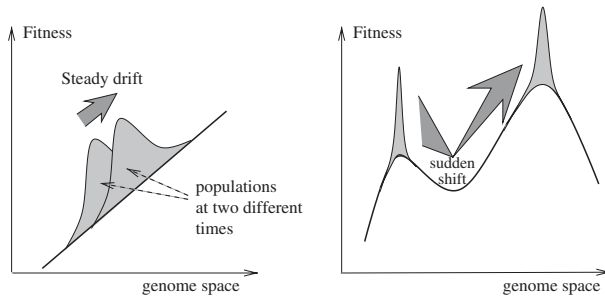 Fitness
Steady drift
populations
at two different
times
genome space
Fitness
sudden
shift
genome space